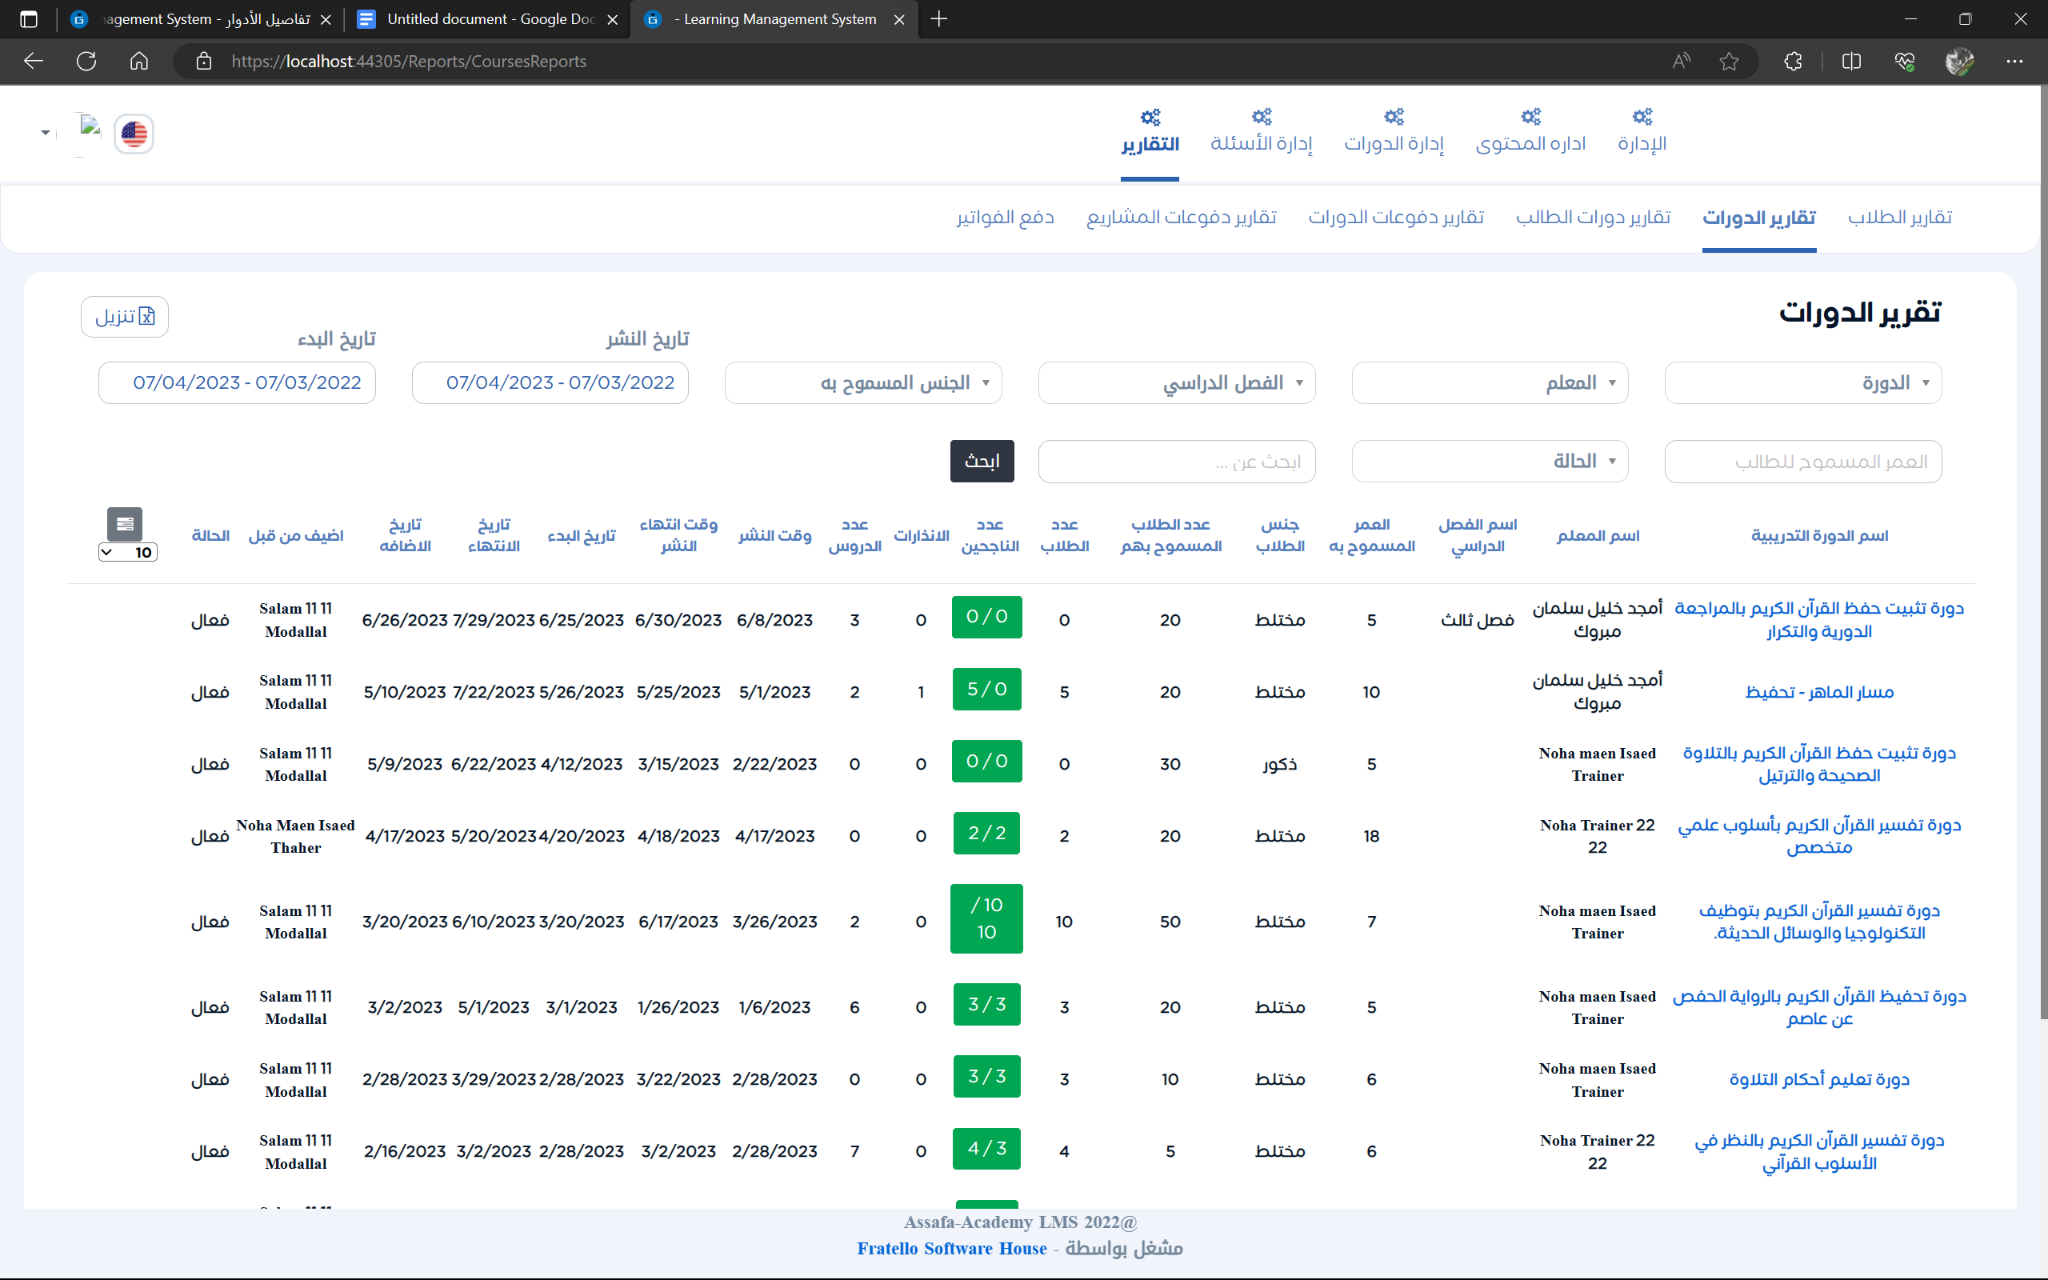 agement System - تفاصيل الأدوار
Untitled document - Google Doc
- Learning Management System
https://localhost:44305/Reports/CoursesReports
الإدارة
اداره المحتوى
إدارة الدورات
إدارة الأسئلة
التقارير
تقارير الطلاب
تقارير الدورات
تقارير دورات الطالب
تقارير دفوعات الدورات
تقارير دفوعات المشاريع
دفع الفواتير
تقرير الدورات
تنزيل
تاريخ النشر
تاريخ البدء
الدورة
المعلم
الفصل الدراسي
الجنس المسموح به
07/04/2023 - 07/03/2022
07/04/2023 - 07/03/2022
العمر المسموح للطالب
الحالة
ابحث عن ...
ابحث
اسم الدورة التدريبية
اسم المعلم
اسم الفصل الدراسي
العمر المسموح به
جنس الطلاب
عدد الطلاب المسموح بهم
عدد الطلاب
عدد الناجحين
الانذارات
عدد الدروس
وقت النشر
وقت انتهاء النشر
تاريخ البدء
تاريخ الانتهاء
تاريخ الاضافه
اضيف من قبل
الحالة
10
دورة تثبيت حفظ القرآن الكريم بالمراجعة الدورية والتكرار أمجد خليل سلمان مبروك فصل ثالث 5 مختلط 20 0 0 / 0 0 3 6/8/2023 6/30/2023 6/25/2023 7/29/2023 6/26/2023 Salam 11 11 Modallal فعال
مسار الماهر - تحفيظ أمجد خليل سلمان مبروك 10 مختلط 20 5 5 / 0 1 2 5/1/2023 5/25/2023 5/26/2023 7/22/2023 5/10/2023 Salam 11 11 Modallal فعال
دورة تثبيت حفظ القرآن الكريم بالتلاوة الصحيحة والترتيل Noha maen Isaed Trainer 5 ذكور 30 0 0 / 0 0 0 2/22/2023 3/15/2023 4/12/2023 6/22/2023 5/9/2023 Salam 11 11 Modallal فعال
دورة تفسير القرآن الكريم بأسلوب علمي متخصص Noha Trainer 22 22 18 مختلط 20 2 2 / 2 0 0 4/17/2023 4/18/2023 4/20/2023 5/20/2023 4/17/2023 Noha Maen Isaed Thaher فعال
دورة تفسير القرآن الكريم بتوظيف التكنولوجيا والوسائل الحديثة. Noha maen Isaed Trainer 7 مختلط 50 10 10 / 10 0 2 3/26/2023 6/17/2023 3/20/2023 6/10/2023 3/20/2023 Salam 11 11 Modallal فعال
دورة تحفيظ القرآن الكريم بالرواية الحفص عن عاصم Noha maen Isaed Trainer 5 مختلط 20 3 3 / 3 0 6 1/6/2023 1/26/2023 3/1/2023 5/1/2023 3/2/2023 Salam 11 11 Modallal فعال
دورة تعليم أحكام التلاوة Noha maen Isaed Trainer 6 مختلط 10 3 3 / 3 0 0 2/28/2023 3/22/2023 2/28/2023 3/29/2023 2/28/2023 Salam 11 11 Modallal فعال
دورة تفسير القرآن الكريم بالنظر في الأسلوب القرآني Noha Trainer 22 22 6 مختلط 5 4 4 / 3 0 7 2/28/2023 3/2/2023 2/28/2023 3/2/2023 2/16/2023 Salam 11 11 Modallal فعال
Assafa-Academy LMS 2022@
مشغل بواسطة - Fratello Software House